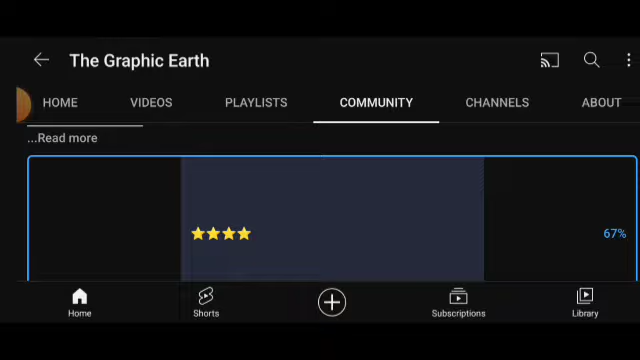 The Graphic Earth
HOME VIDEOS PLAYLISTS COMMUNITY CHANNELS ABOUT
...Read more
⭐⭐⭐⭐ 67%
Home Shorts Subscriptions Library